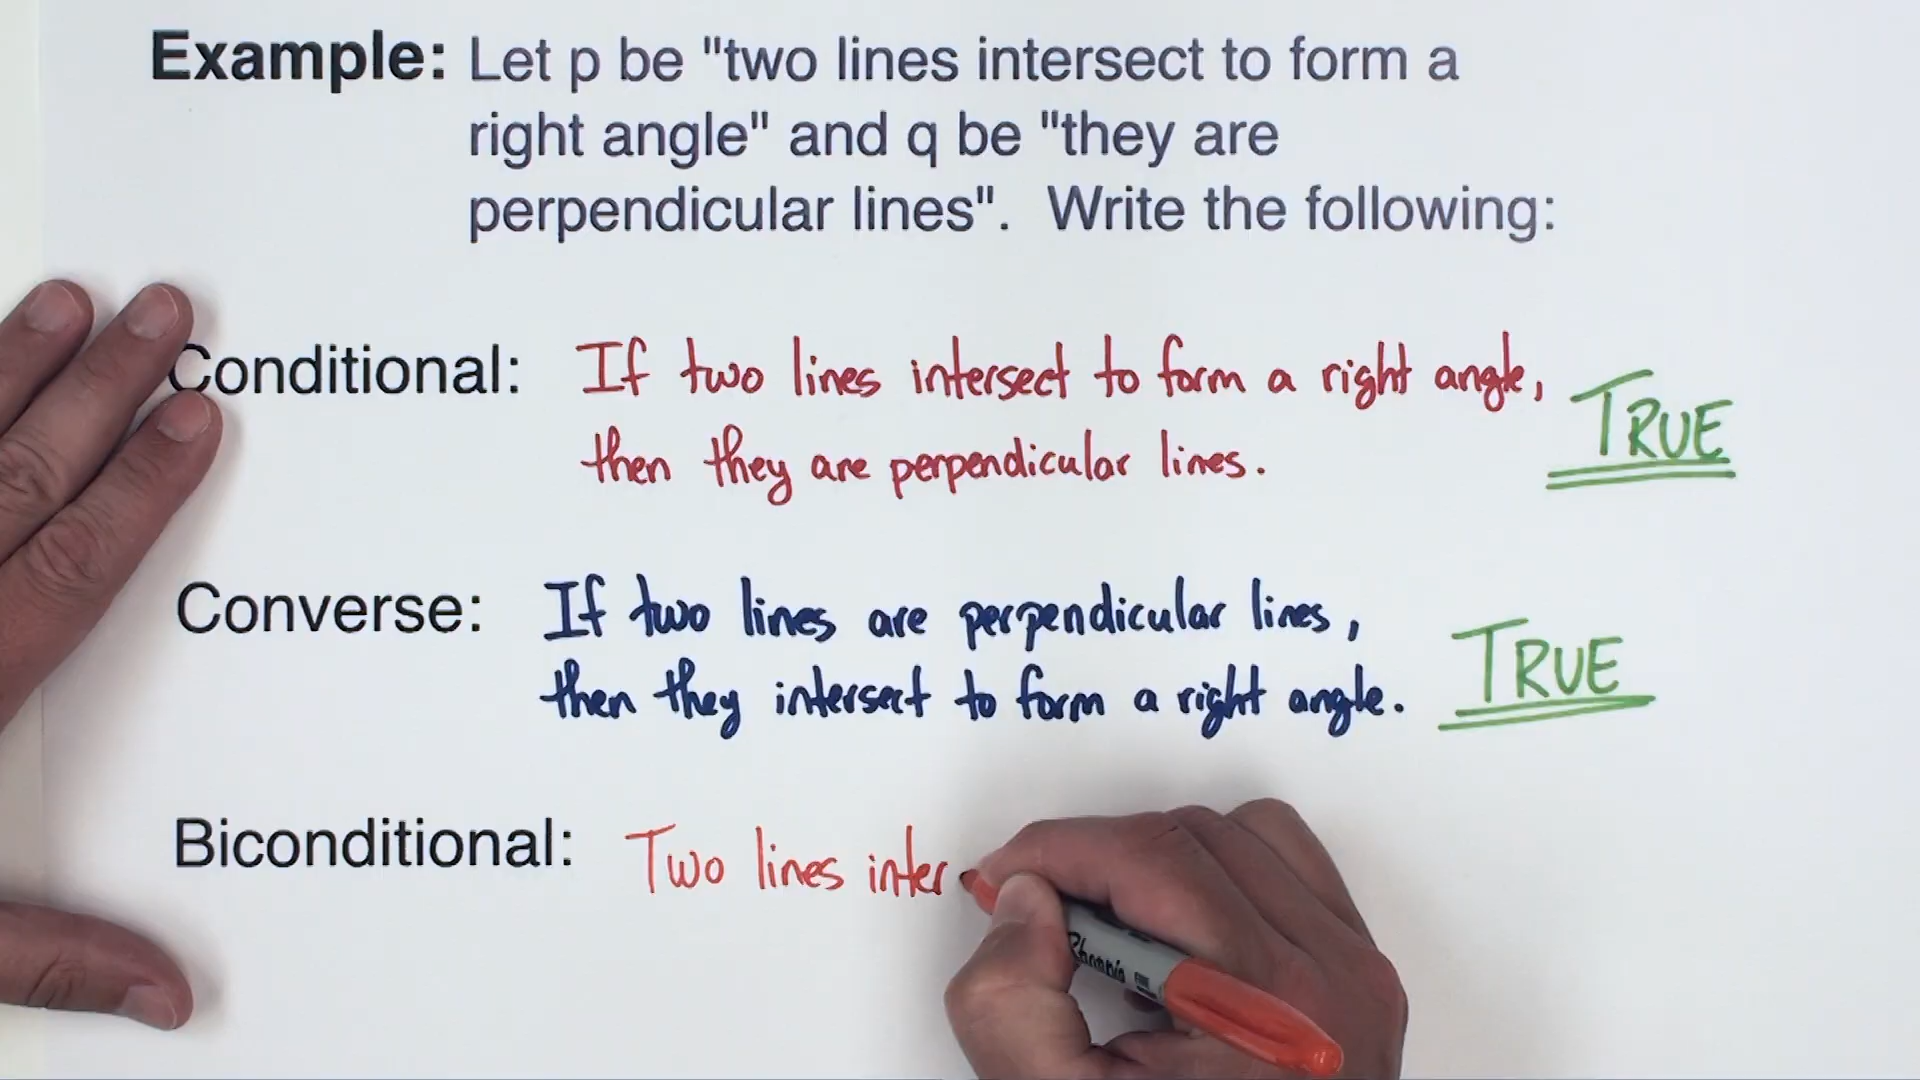 Example: Let p be "two lines intersect to form a
right angle" and q be "they are
perpendicular lines". Write the following:
Conditional: If two lines intersect to form a right angle,
then they are perpendicular lines.
TRUE
Converse: If two lines are perpendicular lines,
then they intersect to form a right angle.
TRUE
Biconditional: Two lines inter